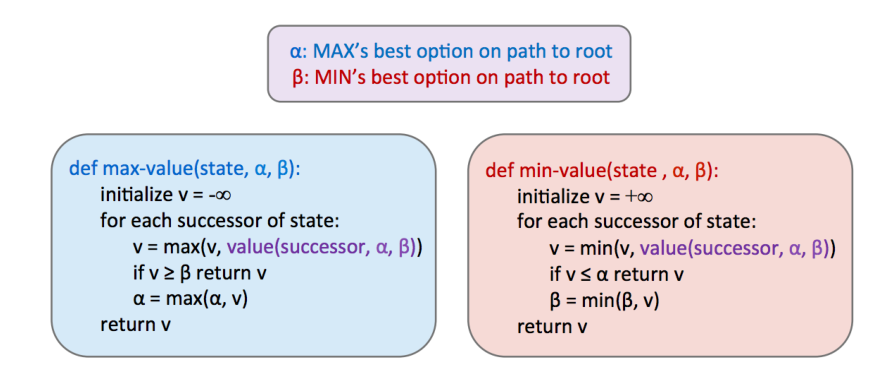 α: MAX's best option on path to root
β: MIN's best option on path to root
def max-value(state, α, β):
initialize v = -∞
for each successor of state:
v = max(v, value(successor, α, β))
if v ≥ β return v
α = max(α, v)
return v
def min-value(state , α, β):
initialize v = +∞
for each successor of state:
v = min(v, value(successor, α, β))
if v ≤ α return v
β = min(β, v)
return v